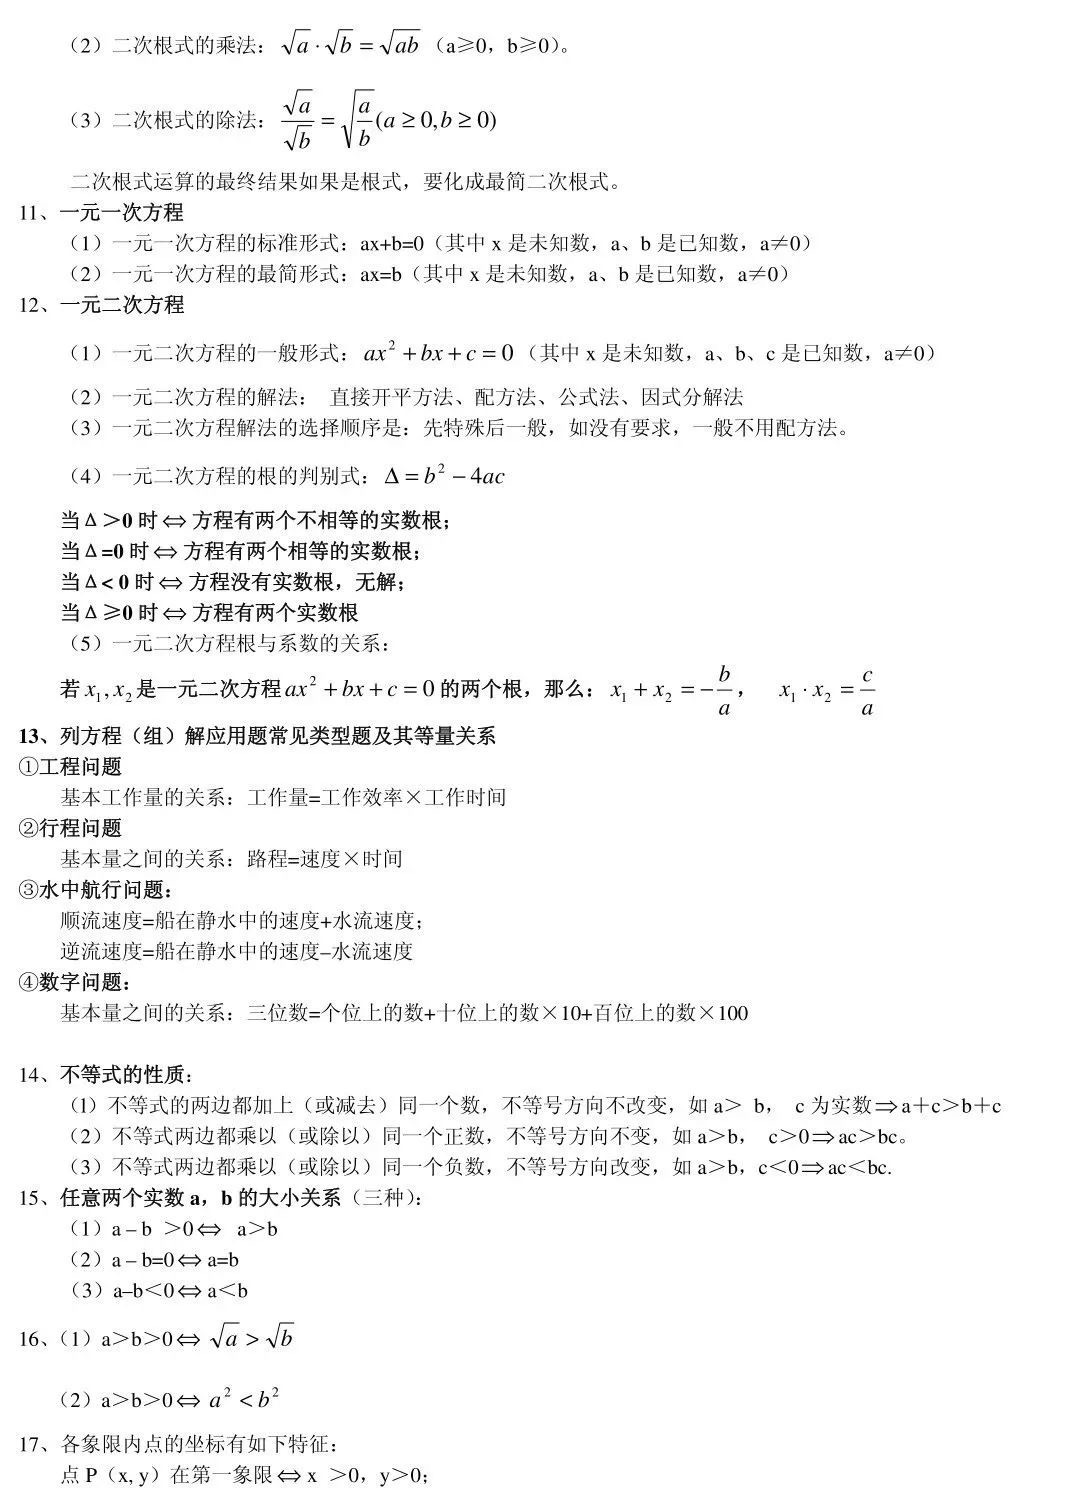 （2）二次根式的乘法：√a·√b=√ab（a≥0，b≥0）。
（3）二次根式的除法：√a/√b=√(a/b)(a≥0,b≥0)
二次根式运算的最终结果如果是根式，要化成最简二次根式。
11、一元一次方程
（1）一元一次方程的标准形式：ax+b=0（其中 x 是未知数，a、b 是已知数，a≠0）
（2）一元一次方程的最简形式：ax=b（其中 x 是未知数，a、b 是已知数，a≠0）
12、一元二次方程
（1）一元二次方程的一般形式：ax²+bx+c=0（其中 x 是未知数，a、b、c 是已知数，a≠0）
（2）一元二次方程的解法： 直接开平方法、配方法、公式法、因式分解法
（3）一元二次方程解法的选择顺序是：先特殊后一般，如没有要求，一般不用配方法。
（4）一元二次方程的根的判别式：Δ=b²−4ac
当Δ＞0 时⇔方程有两个不相等的实数根；
当Δ=0 时⇔方程有两个相等的实数根；
当Δ< 0 时⇔方程没有实数根，无解；
当Δ≥0 时⇔方程有两个实数根
（5）一元二次方程根与系数的关系：
若 x₁,x₂是一元二次方程ax²+bx+c=0的两个根，那么：x₁+x₂=−b/a， x₁·x₂=c/a
13、列方程（组）解应用题常见类型题及其等量关系
①工程问题
基本工作量的关系：工作量=工作效率×工作时间
②行程问题
基本量之间的关系：路程=速度×时间
③水中航行问题：
顺流速度=船在静水中的速度+水流速度；
逆流速度=船在静水中的速度–水流速度
④数字问题：
基本量之间的关系：三位数=个位上的数+十位上的数×10+百位上的数×100
14、不等式的性质：
（1）不等式的两边都加上（或减去）同一个数，不等号方向不改变，如 a＞ b， c 为实数⇒a＋c＞b＋c
（2）不等式两边都乘以（或除以）同一个正数，不等号方向不变，如 a＞b， c＞0⇒ac＞bc。
（3）不等式两边都乘以（或除以）同一个负数，不等号方向改变，如 a＞b，c＜0⇒ac＜bc.
15、任意两个实数 a，b 的大小关系（三种）：
（1）a – b ＞0⇔ a＞b
（2）a – b=0⇔a=b
（3）a–b＜0⇔a＜b
16、（1）a＞b＞0⇔√a>√b
（2）a＞b＞0⇔a²<b²
17、各象限内点的坐标有如下特征：
点 P（x, y）在第一象限⇔x ＞0，y＞0；